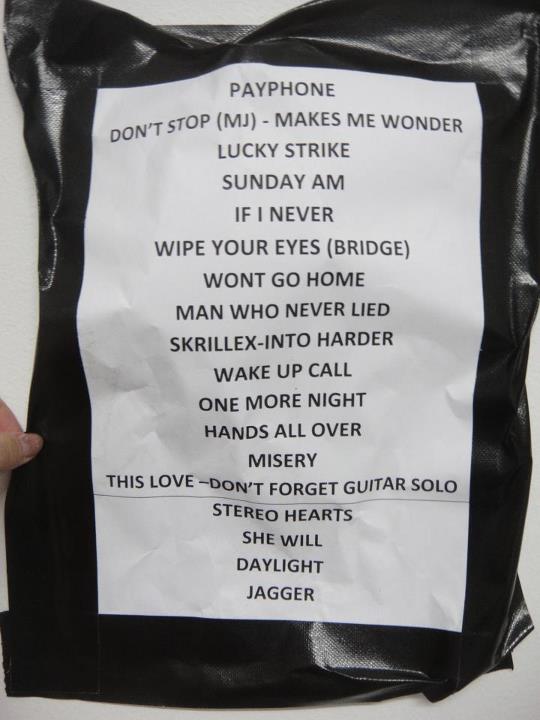 PAYPHONE
DON'T STOP (MJ) - MAKES ME WONDER
LUCKY STRIKE
SUNDAY AM
IF I NEVER
WIPE YOUR EYES (BRIDGE)
WONT GO HOME
MAN WHO NEVER LIED
SKRILLEX-INTO HARDER
WAKE UP CALL
ONE MORE NIGHT
HANDS ALL OVER
MISERY
THIS LOVE –DON'T FORGET GUITAR SOLO
STEREO HEARTS
SHE WILL
DAYLIGHT
JAGGER